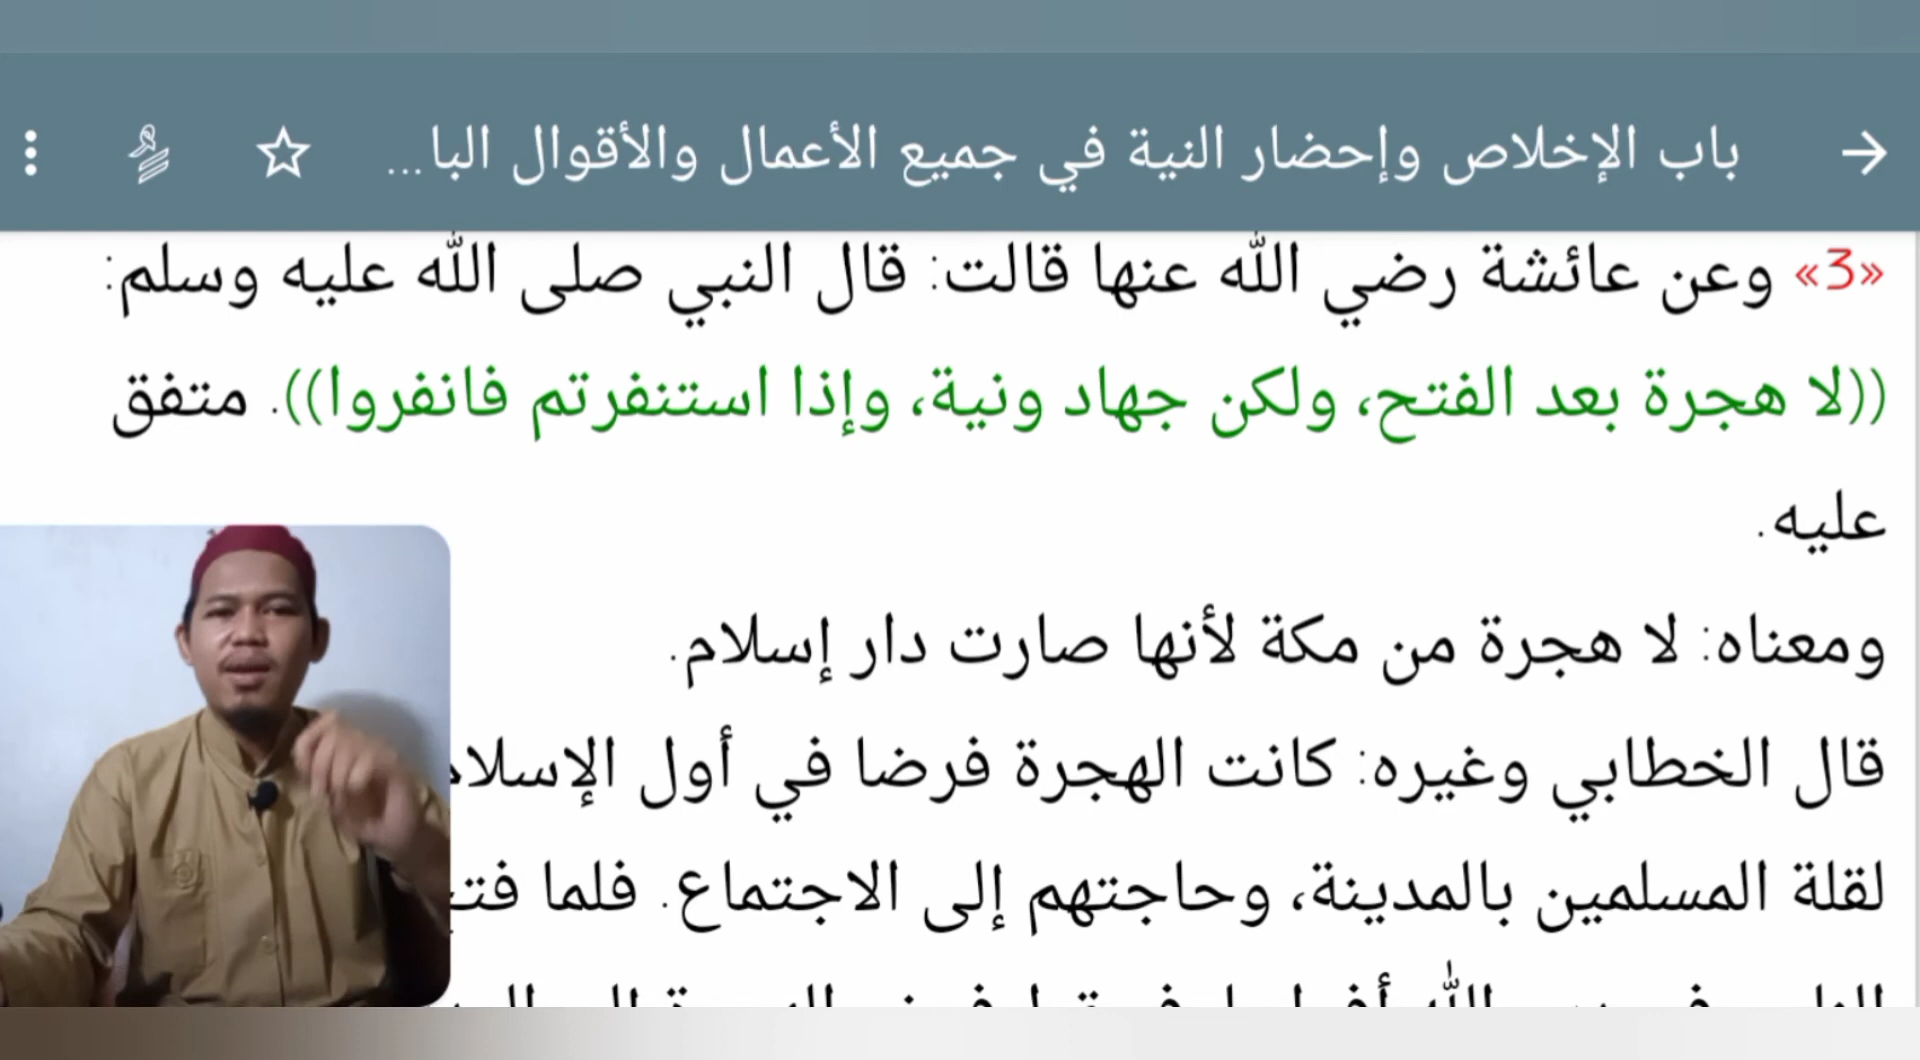 باب الإخلاص وإحضار النية في جميع الأعمال والأقوال البا...
«3» وعن عائشة رضي الله عنها قالت: قال النبي صلى الله عليه وسلم:
((لا هجرة بعد الفتح، ولكن جهاد ونية، وإذا استنفرتم فانفروا)). متفق
عليه.
ومعناه: لا هجرة من مكة لأنها صارت دار إسلام.
قال الخطابي وغيره: كانت الهجرة فرضا في أول
لقلة المسلمين بالمدينة، وحاجتهم إلى الاجتماع. فلما